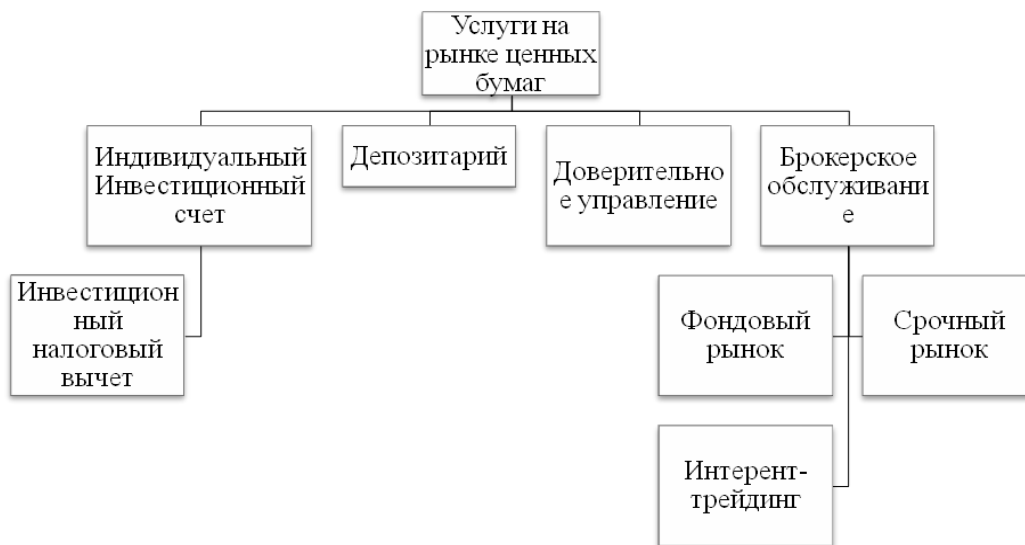 Услуги на
рынке ценных
бумаг
Индивидуальный
Инвестиционный
счет
Депозитарий
Доверительно
е управление
Брокерское
обслуживани
е
Инвестицион
ный
налоговый
вычет
Фондовый
рынок
Срочный
рынок
Интерент-
трейдинг